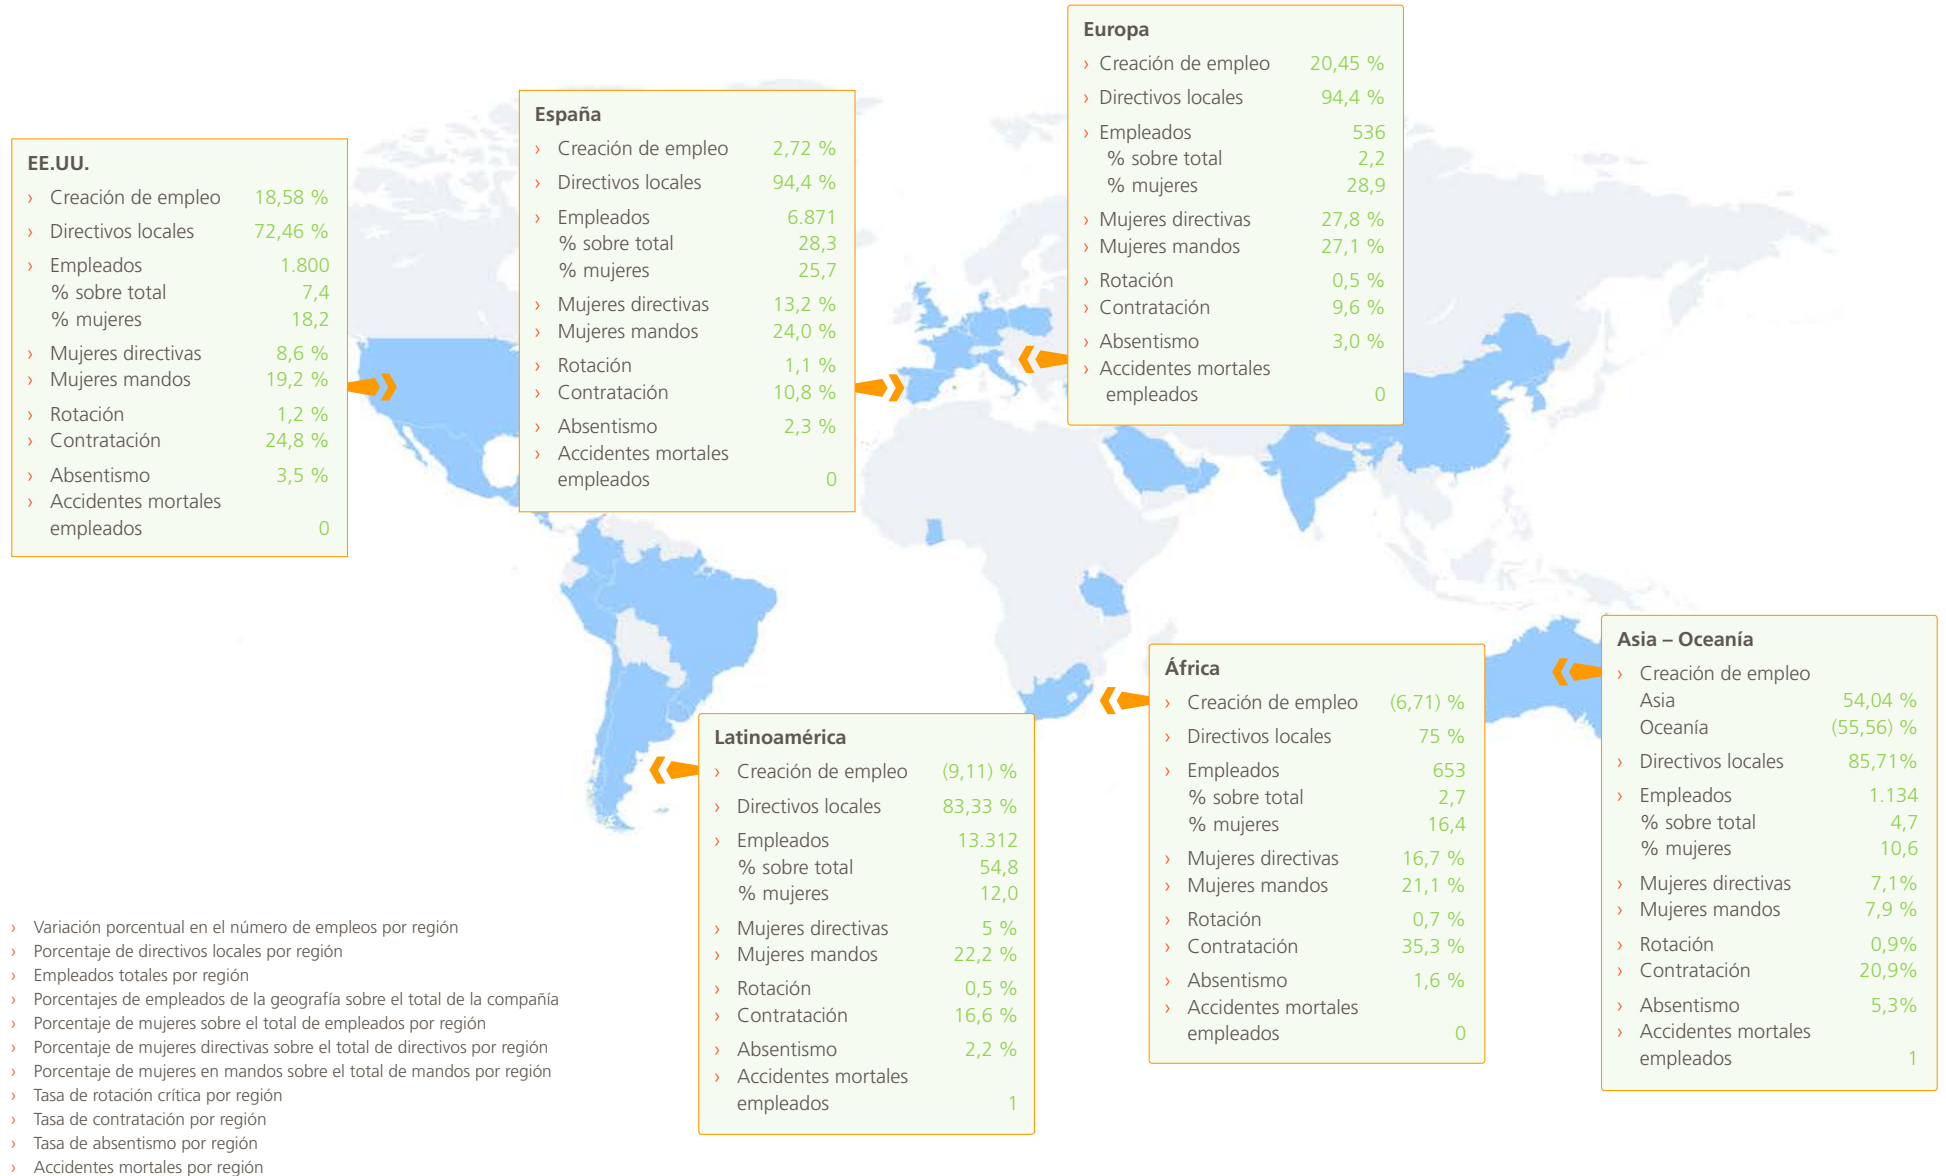 EE.UU.
› Creación de empleo 18,58 %
› Directivos locales 72,46 %
› Empleados 1.800
% sobre total 7,4
% mujeres 18,2
› Mujeres directivas 8,6 %
› Mujeres mandos 19,2 %
› Rotación 1,2 %
› Contratación 24,8 %
› Absentismo 3,5 %
› Accidentes mortales
empleados 0
España
› Creación de empleo 2,72 %
› Directivos locales 94,4 %
› Empleados 6.871
% sobre total 28,3
% mujeres 25,7
› Mujeres directivas 13,2 %
› Mujeres mandos 24,0 %
› Rotación 1,1 %
› Contratación 10,8 %
› Absentismo 2,3 %
› Accidentes mortales
empleados 0
Europa
› Creación de empleo 20,45 %
› Directivos locales 94,4 %
› Empleados 536
% sobre total 2,2
% mujeres 28,9
› Mujeres directivas 27,8 %
› Mujeres mandos 27,1 %
› Rotación 0,5 %
› Contratación 9,6 %
› Absentismo 3,0 %
› Accidentes mortales
empleados 0
Latinoamérica
› Creación de empleo (9,11) %
› Directivos locales 83,33 %
› Empleados 13.312
% sobre total 54,8
% mujeres 12,0
› Mujeres directivas 5 %
› Mujeres mandos 22,2 %
› Rotación 0,5 %
› Contratación 16,6 %
› Absentismo 2,2 %
› Accidentes mortales
empleados 1
África
› Creación de empleo (6,71) %
› Directivos locales 75 %
› Empleados 653
% sobre total 2,7
% mujeres 16,4
› Mujeres directivas 16,7 %
› Mujeres mandos 21,1 %
› Rotación 0,7 %
› Contratación 35,3 %
› Absentismo 1,6 %
› Accidentes mortales
empleados 0
Asia – Oceanía
› Creación de empleo
Asia 54,04 %
Oceanía (55,56) %
› Directivos locales 85,71%
› Empleados 1.134
% sobre total 4,7
% mujeres 10,6
› Mujeres directivas 7,1%
› Mujeres mandos 7,9 %
› Rotación 0,9%
› Contratación 20,9%
› Absentismo 5,3%
› Accidentes mortales
empleados 1
› Variación porcentual en el número de empleos por región
› Porcentaje de directivos locales por región
› Empleados totales por región
› Porcentajes de empleados de la geografía sobre el total de la compañía
› Porcentaje de mujeres sobre el total de empleados por región
› Porcentaje de mujeres directivas sobre el total de directivos por región
› Porcentaje de mujeres en mandos sobre el total de mandos por región
› Tasa de rotación crítica por región
› Tasa de contratación por región
› Tasa de absentismo por región
› Accidentes mortales por región